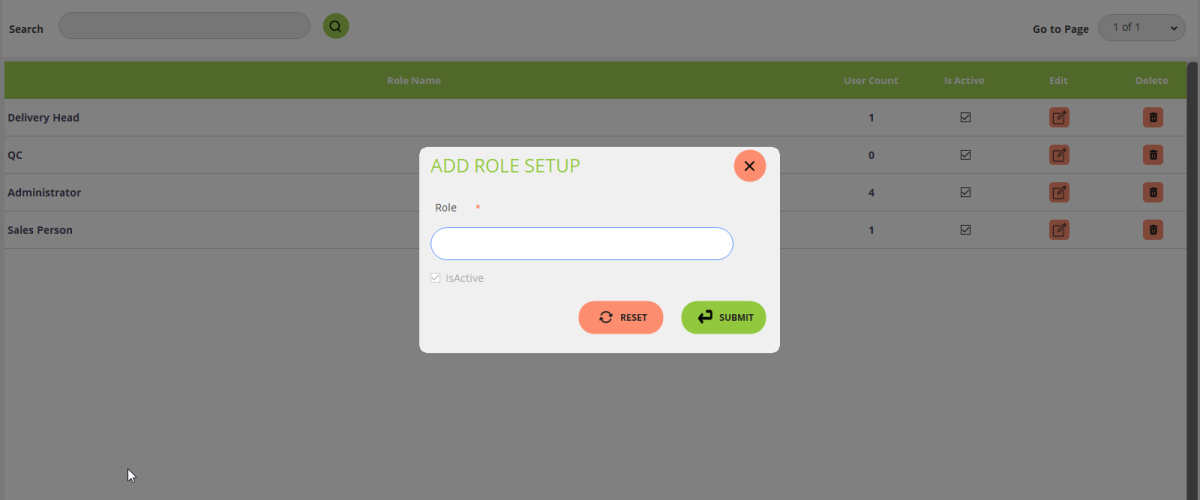 Search
Go to Page 1 of 1
Role Name User Count Is Active Edit Delete
Delivery Head 1
QC 0
Administrator 4
Sales Person 1
ADD ROLE SETUP
Role *
IsActive
RESET SUBMIT